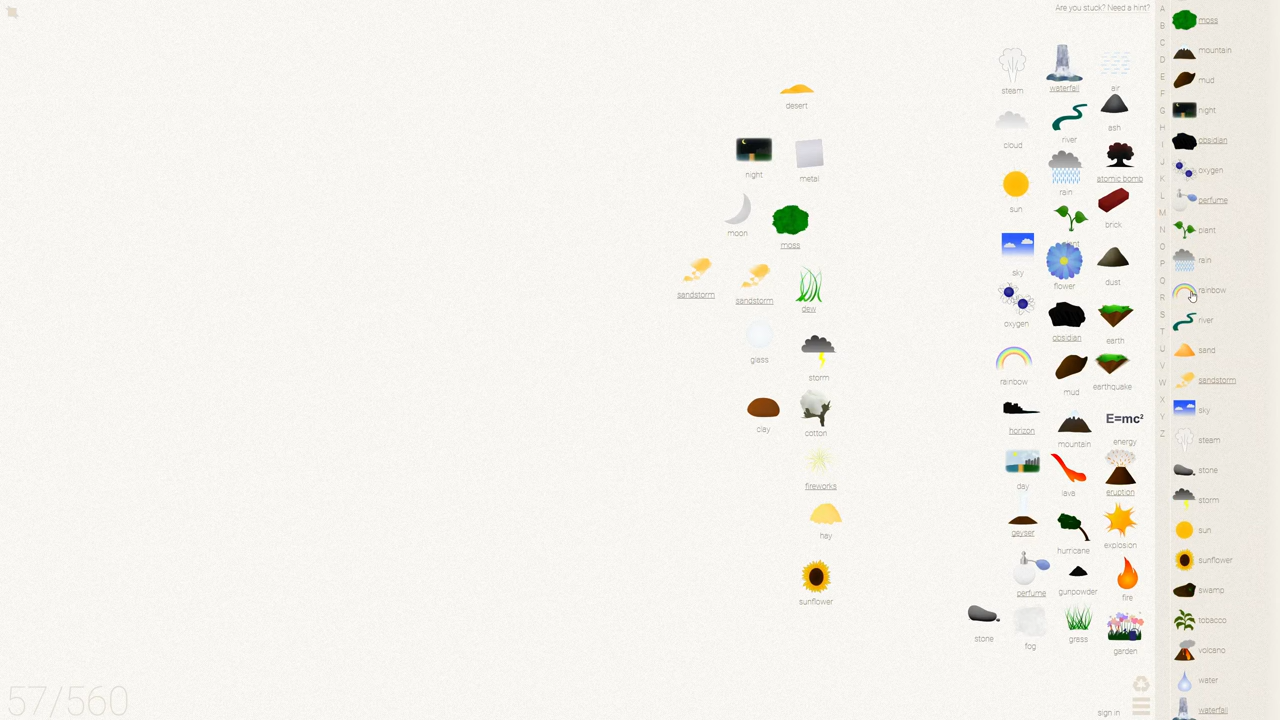 Are you stuck? Need a hint?
steam
waterfall
air
desert
cloud
river
ash
night
metal
sun
rain
atomic bomb
moon
moss
brick
plant
sky
flower
dust
sandstorm
sandstorm
dew
oxygen
obsidian
earth
glass
storm
rainbow
mud
earthquake
clay
cotton
horizon
mountain
E=mc²
energy
fireworks
day
lava
eruption
hay
geyser
hurricane
explosion
sunflower
perfume
gunpowder
fire
stone
fog
grass
garden
57/560
sign in
A
B
C
D
E
F
G
H
I
J
K
L
M
N
O
P
Q
R
S
T
U
V
W
X
Y
Z
moss
mountain
mud
night
obsidian
oxygen
perfume
plant
rain
rainbow
river
sand
sandstorm
sky
steam
stone
storm
sun
sunflower
swamp
tobacco
volcano
water
waterfall